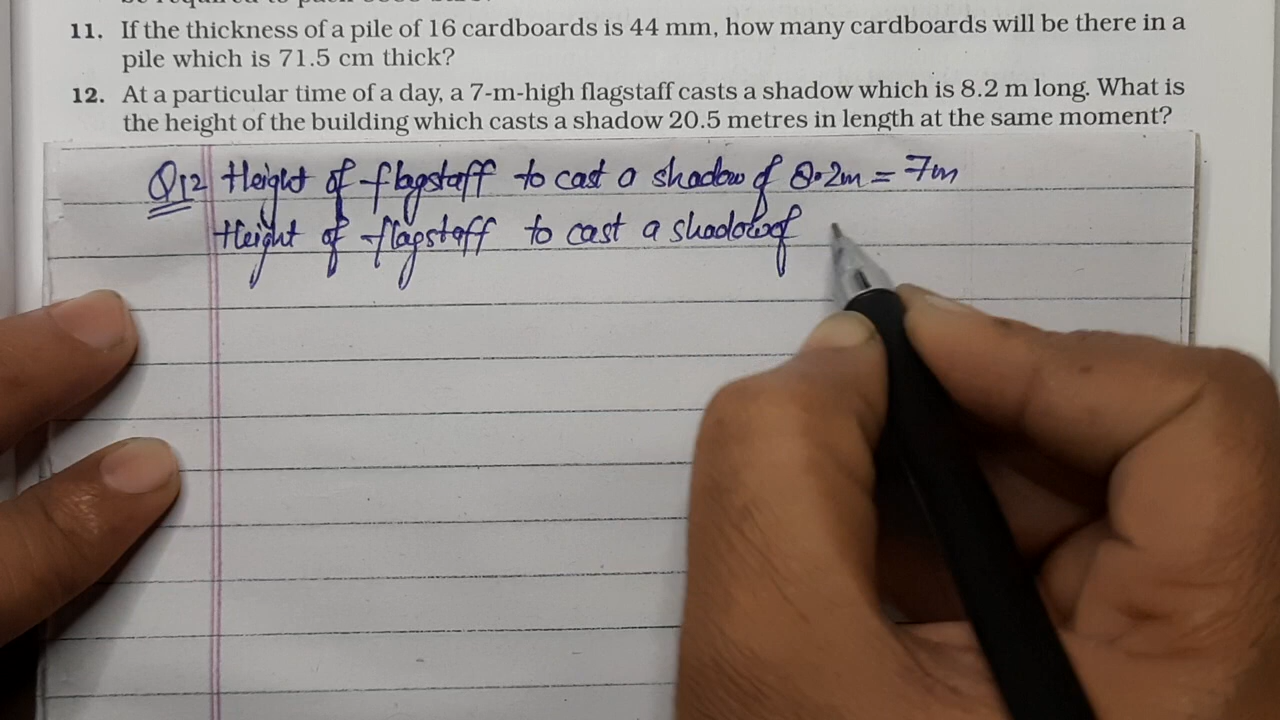 11. If the thickness of a pile of 16 cardboards is 44 mm, how many cardboards will be there in a
pile which is 71.5 cm thick?
12. At a particular time of a day, a 7-m-high flagstaff casts a shadow which is 8.2 m long. What is
the height of the building which casts a shadow 20.5 metres in length at the same moment?
Q12 Height of flagstaff to cast a shadow of 8.2m = 7m
Height of flagstaff to cast a shadow of